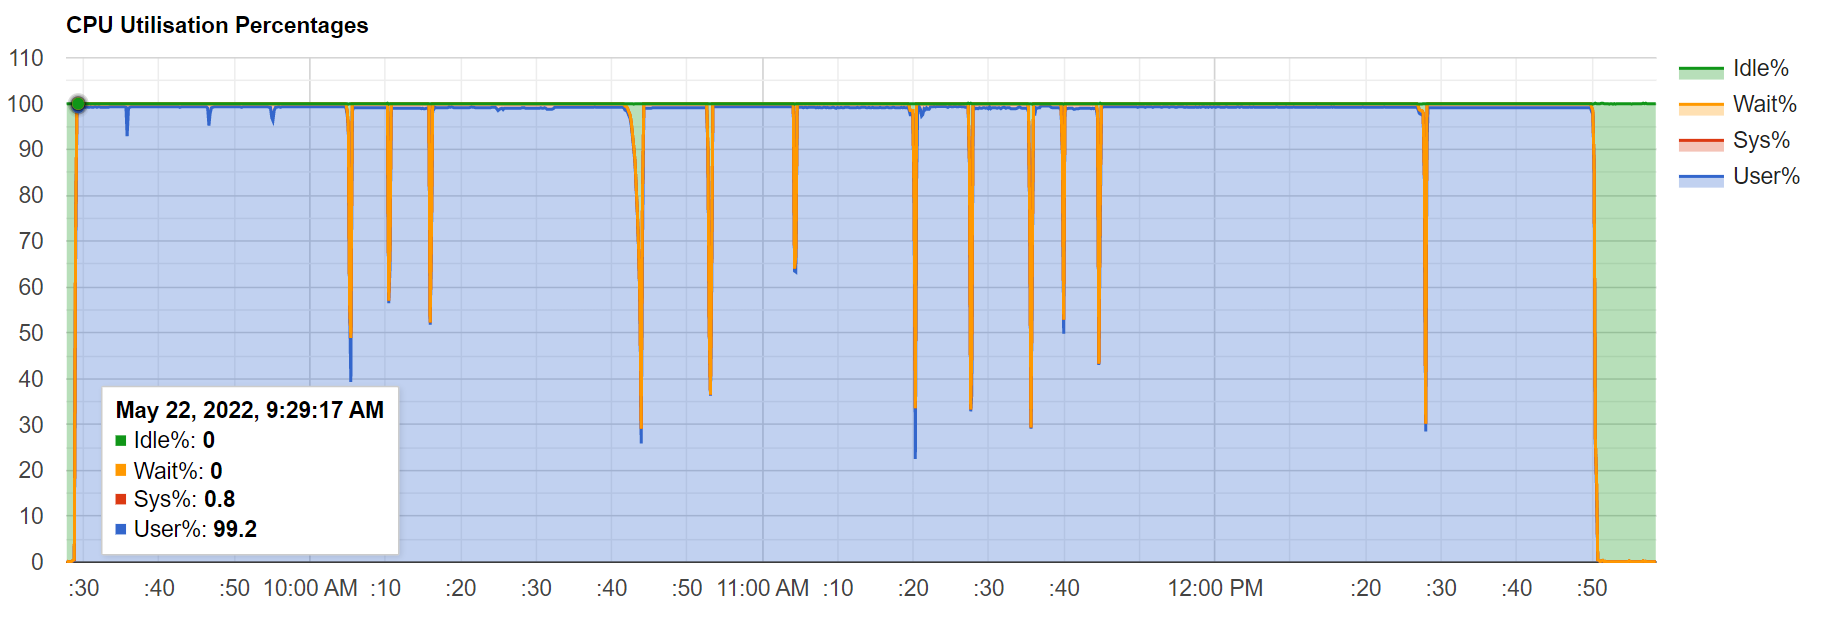 CPU Utilisation Percentages
110
100
90
80
70
60
50
40
30
20
10
0
Idle%
Wait%
Sys%
User%
May 22, 2022, 9:29:17 AM
Idle%: 0
Wait%: 0
Sys%: 0.8
User%: 99.2
:30 :40 :50 10:00 AM :10 :20 :30 :40 :50 11:00 AM :10 :20 :30 :40 12:00 PM :20 :30 :40 :50